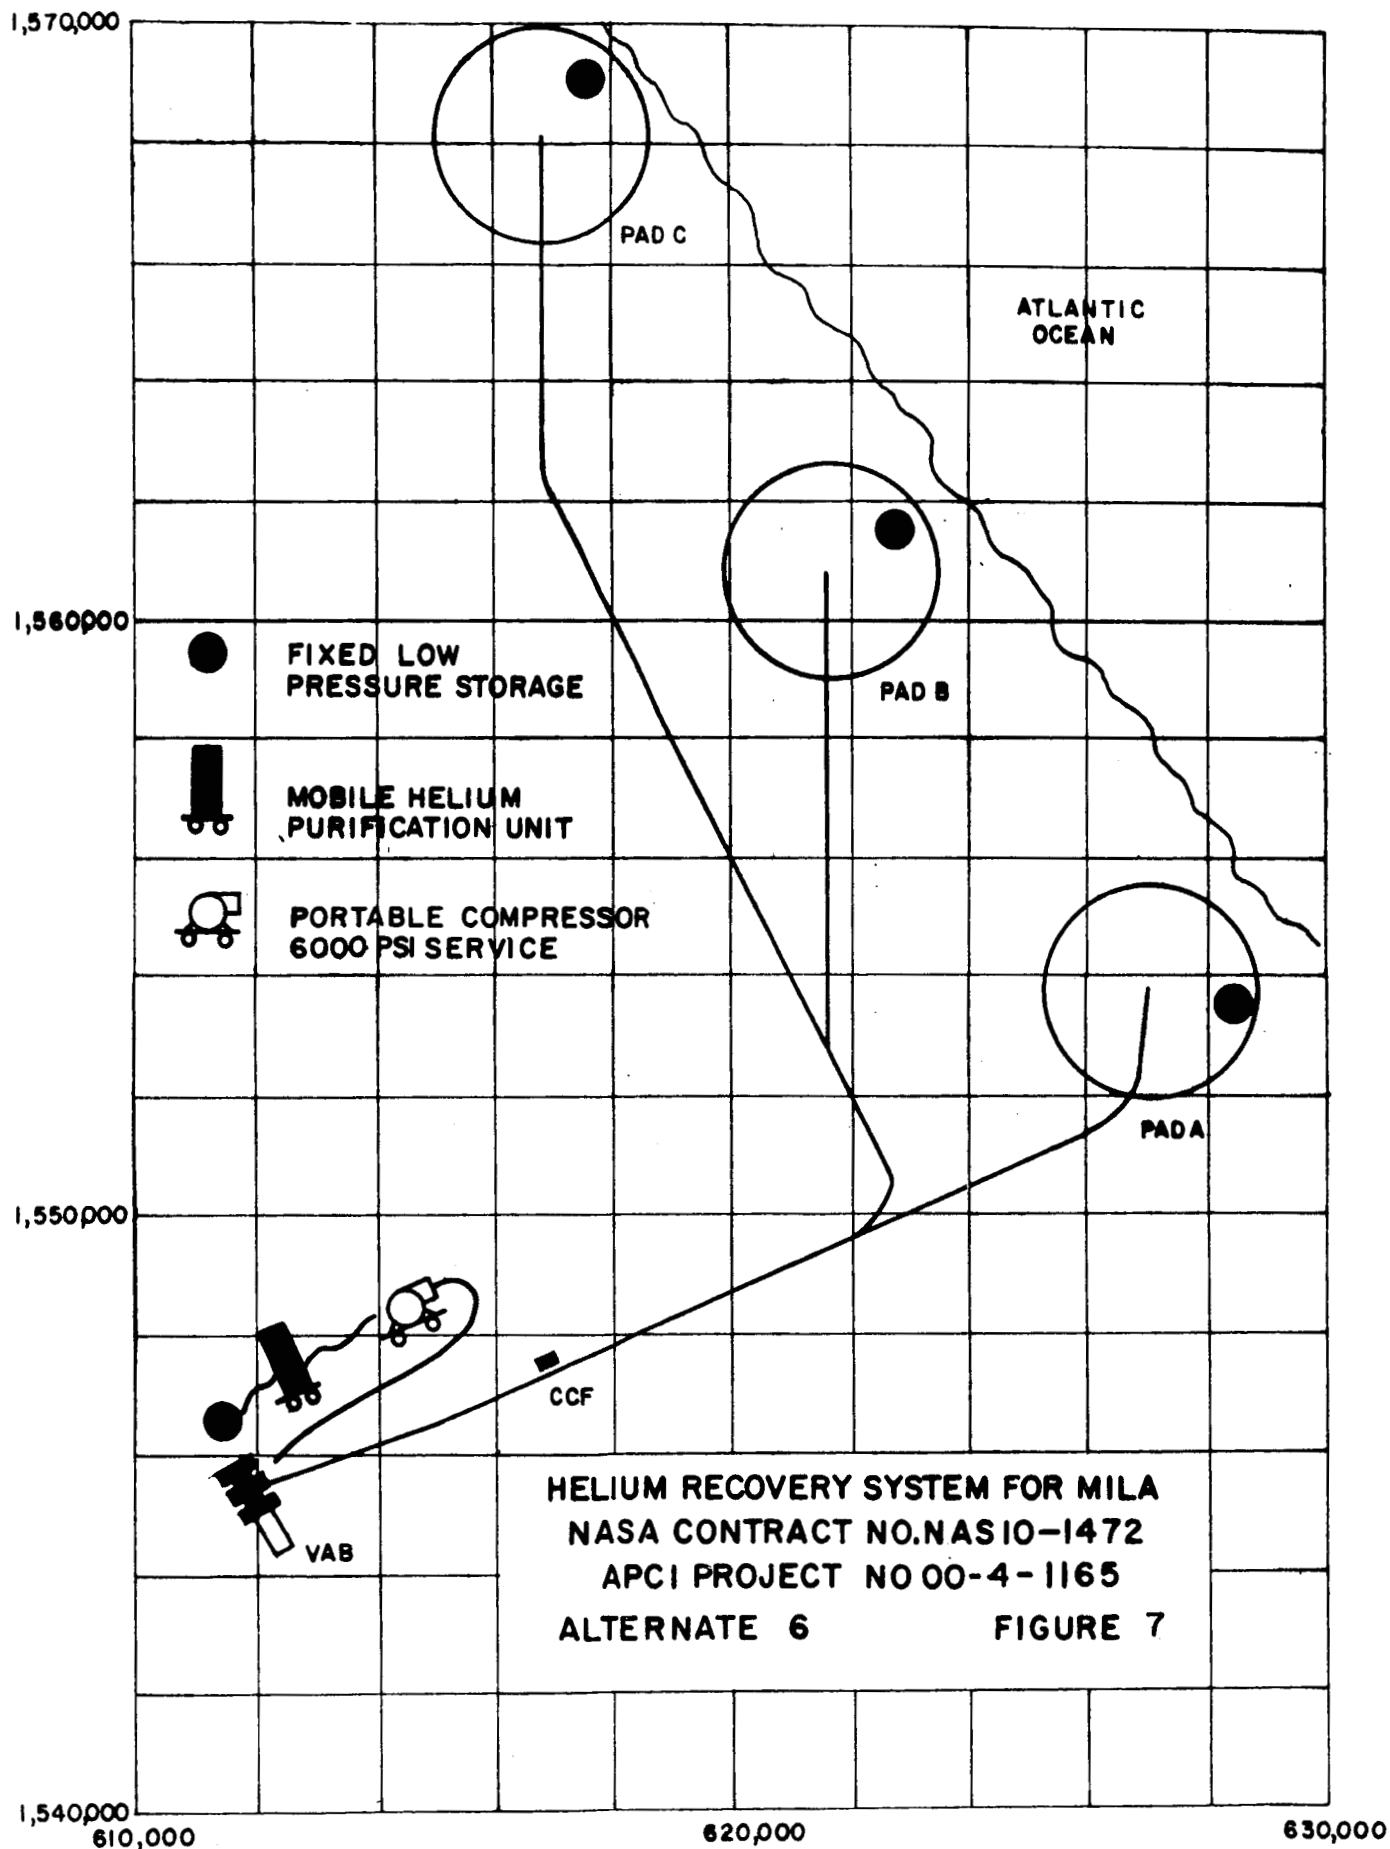 1,570,000
PAD C
ATLANTIC
OCEAN
1,560,000
FIXED LOW
PRESSURE STORAGE
PAD B
MOBILE HELIUM
PURIFICATION UNIT
PORTABLE COMPRESSOR
6000 PSI SERVICE
PAD A
1,550,000
CCF
VAB
HELIUM RECOVERY SYSTEM FOR MILA
NASA CONTRACT NO. NAS10-1472
APCI PROJECT NO 00-4-1165
ALTERNATE 6 FIGURE 7
1,540,000
610,000 620,000 630,000